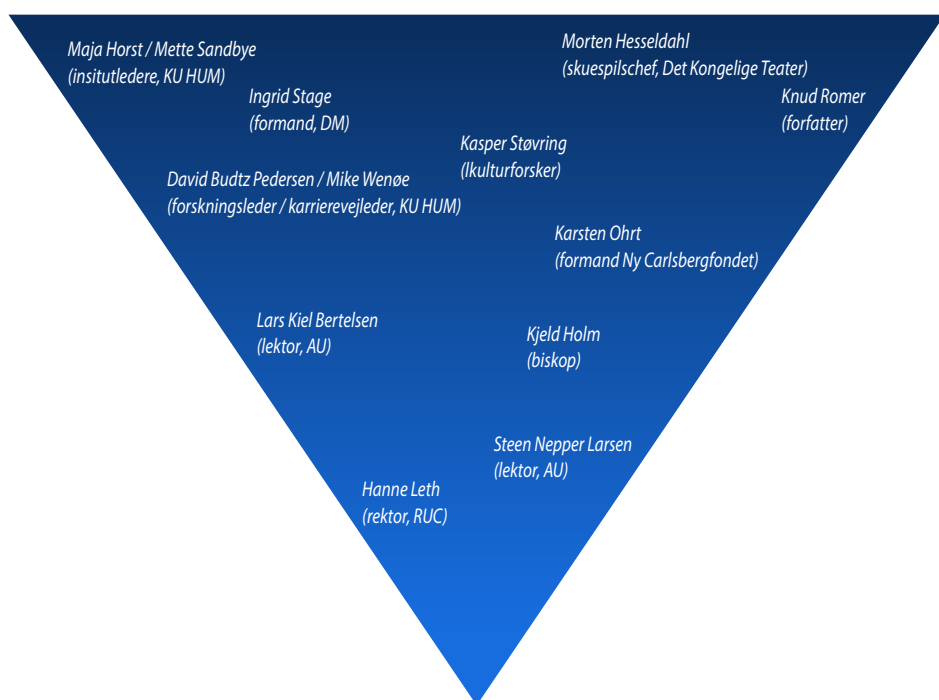 Maja Horst / Mette Sandbye
(insitutledere, KU HUM)
Morten Hesseldahl
(skuespilschef, Det Kongelige Teater)
Ingrid Stage
(formand, DM)
Knud Romer
(forfatter)
Kasper Støvring
(lkulturforsker)
David Budtz Pedersen / Mike Wenøe
(forskningsleder / karrierevejleder, KU HUM)
Karsten Ohrt
(formand Ny Carlsbergfondet)
Lars Kiel Bertelsen
(lektor, AU)
Kjeld Holm
(biskop)
Steen Nepper Larsen
(lektor, AU)
Hanne Leth
(rektor, RUC)